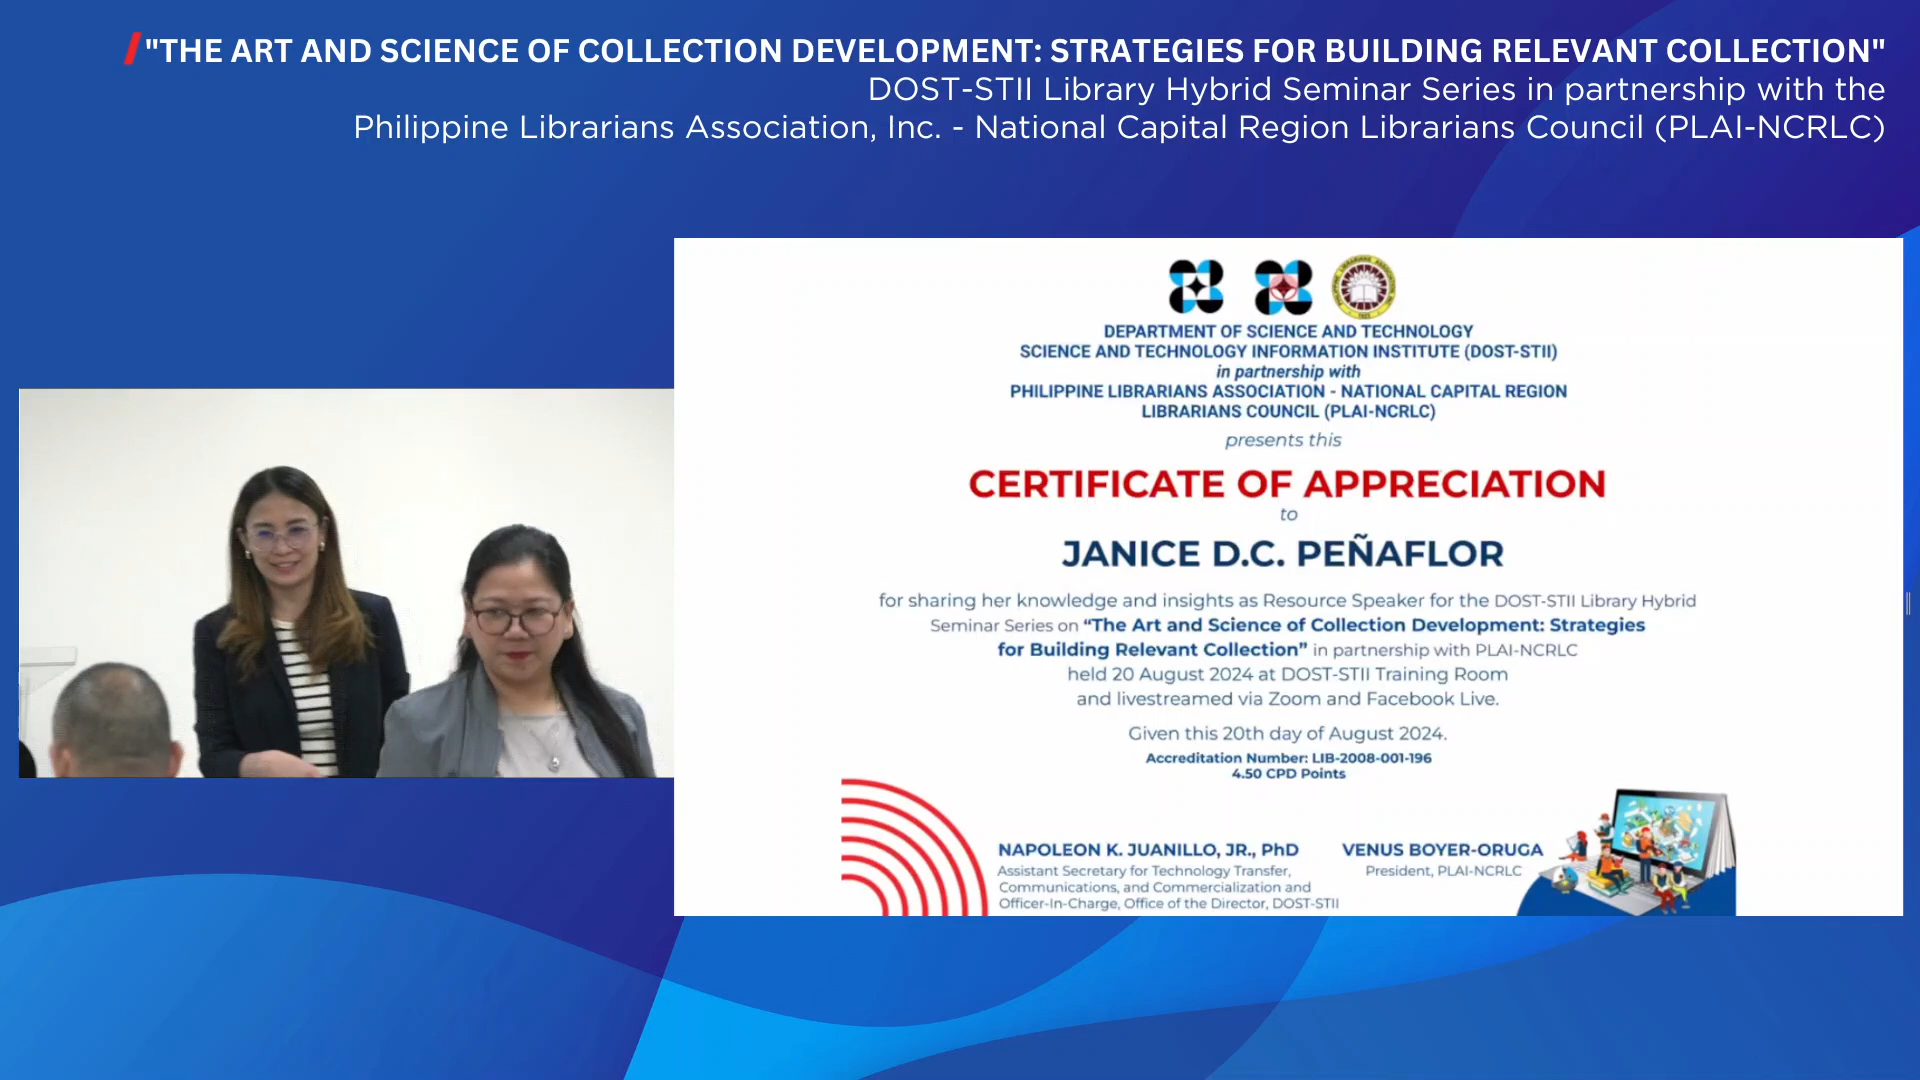 "THE ART AND SCIENCE OF COLLECTION DEVELOPMENT: STRATEGIES FOR BUILDING RELEVANT COLLECTION"
DOST-STII Library Hybrid Seminar Series in partnership with the
Philippine Librarians Association, Inc. - National Capital Region Librarians Council (PLAI-NCRLC)
DEPARTMENT OF SCIENCE AND TECHNOLOGY
SCIENCE AND TECHNOLOGY INFORMATION INSTITUTE (DOST-STII)
in partnership with
PHILIPPINE LIBRARIANS ASSOCIATION - NATIONAL CAPITAL REGION
LIBRARIANS COUNCIL (PLAI-NCRLC)
presents this
CERTIFICATE OF APPRECIATION
to
JANICE D.C. PEÑAFLOR
for sharing her knowledge and insights as Resource Speaker for the DOST-STII Library Hybrid
Seminar Series on “The Art and Science of Collection Development: Strategies
for Building Relevant Collection” in partnership with PLAI-NCRLC
held 20 August 2024 at DOST-STII Training Room
and livestreamed via Zoom and Facebook Live.
Given this 20th day of August 2024.
Accreditation Number: LIB-2008-001-196
4.50 CPD Points
NAPOLEON K. JUANILLO, JR., PhD
Assistant Secretary for Technology Transfer,
Communications, and Commercialization and
Officer-In-Charge, Office of the Director, DOST-STII
VENUS BOYER-ORUGA
President, PLAI-NCRLC